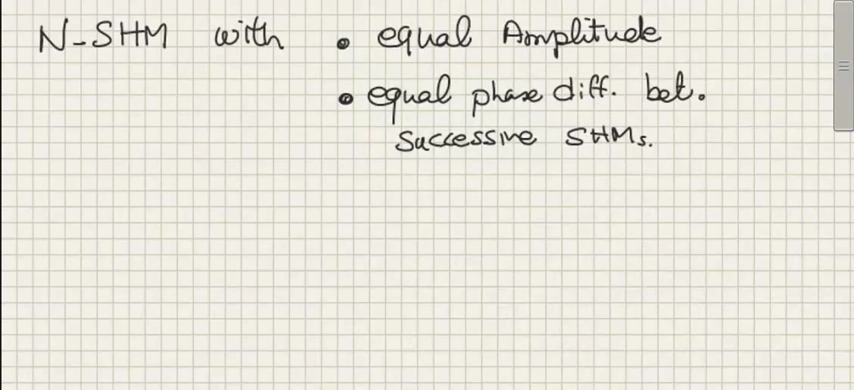 N-SHM with • equal Amplitude
• equal phase diff. bet.
Successive SHMs.